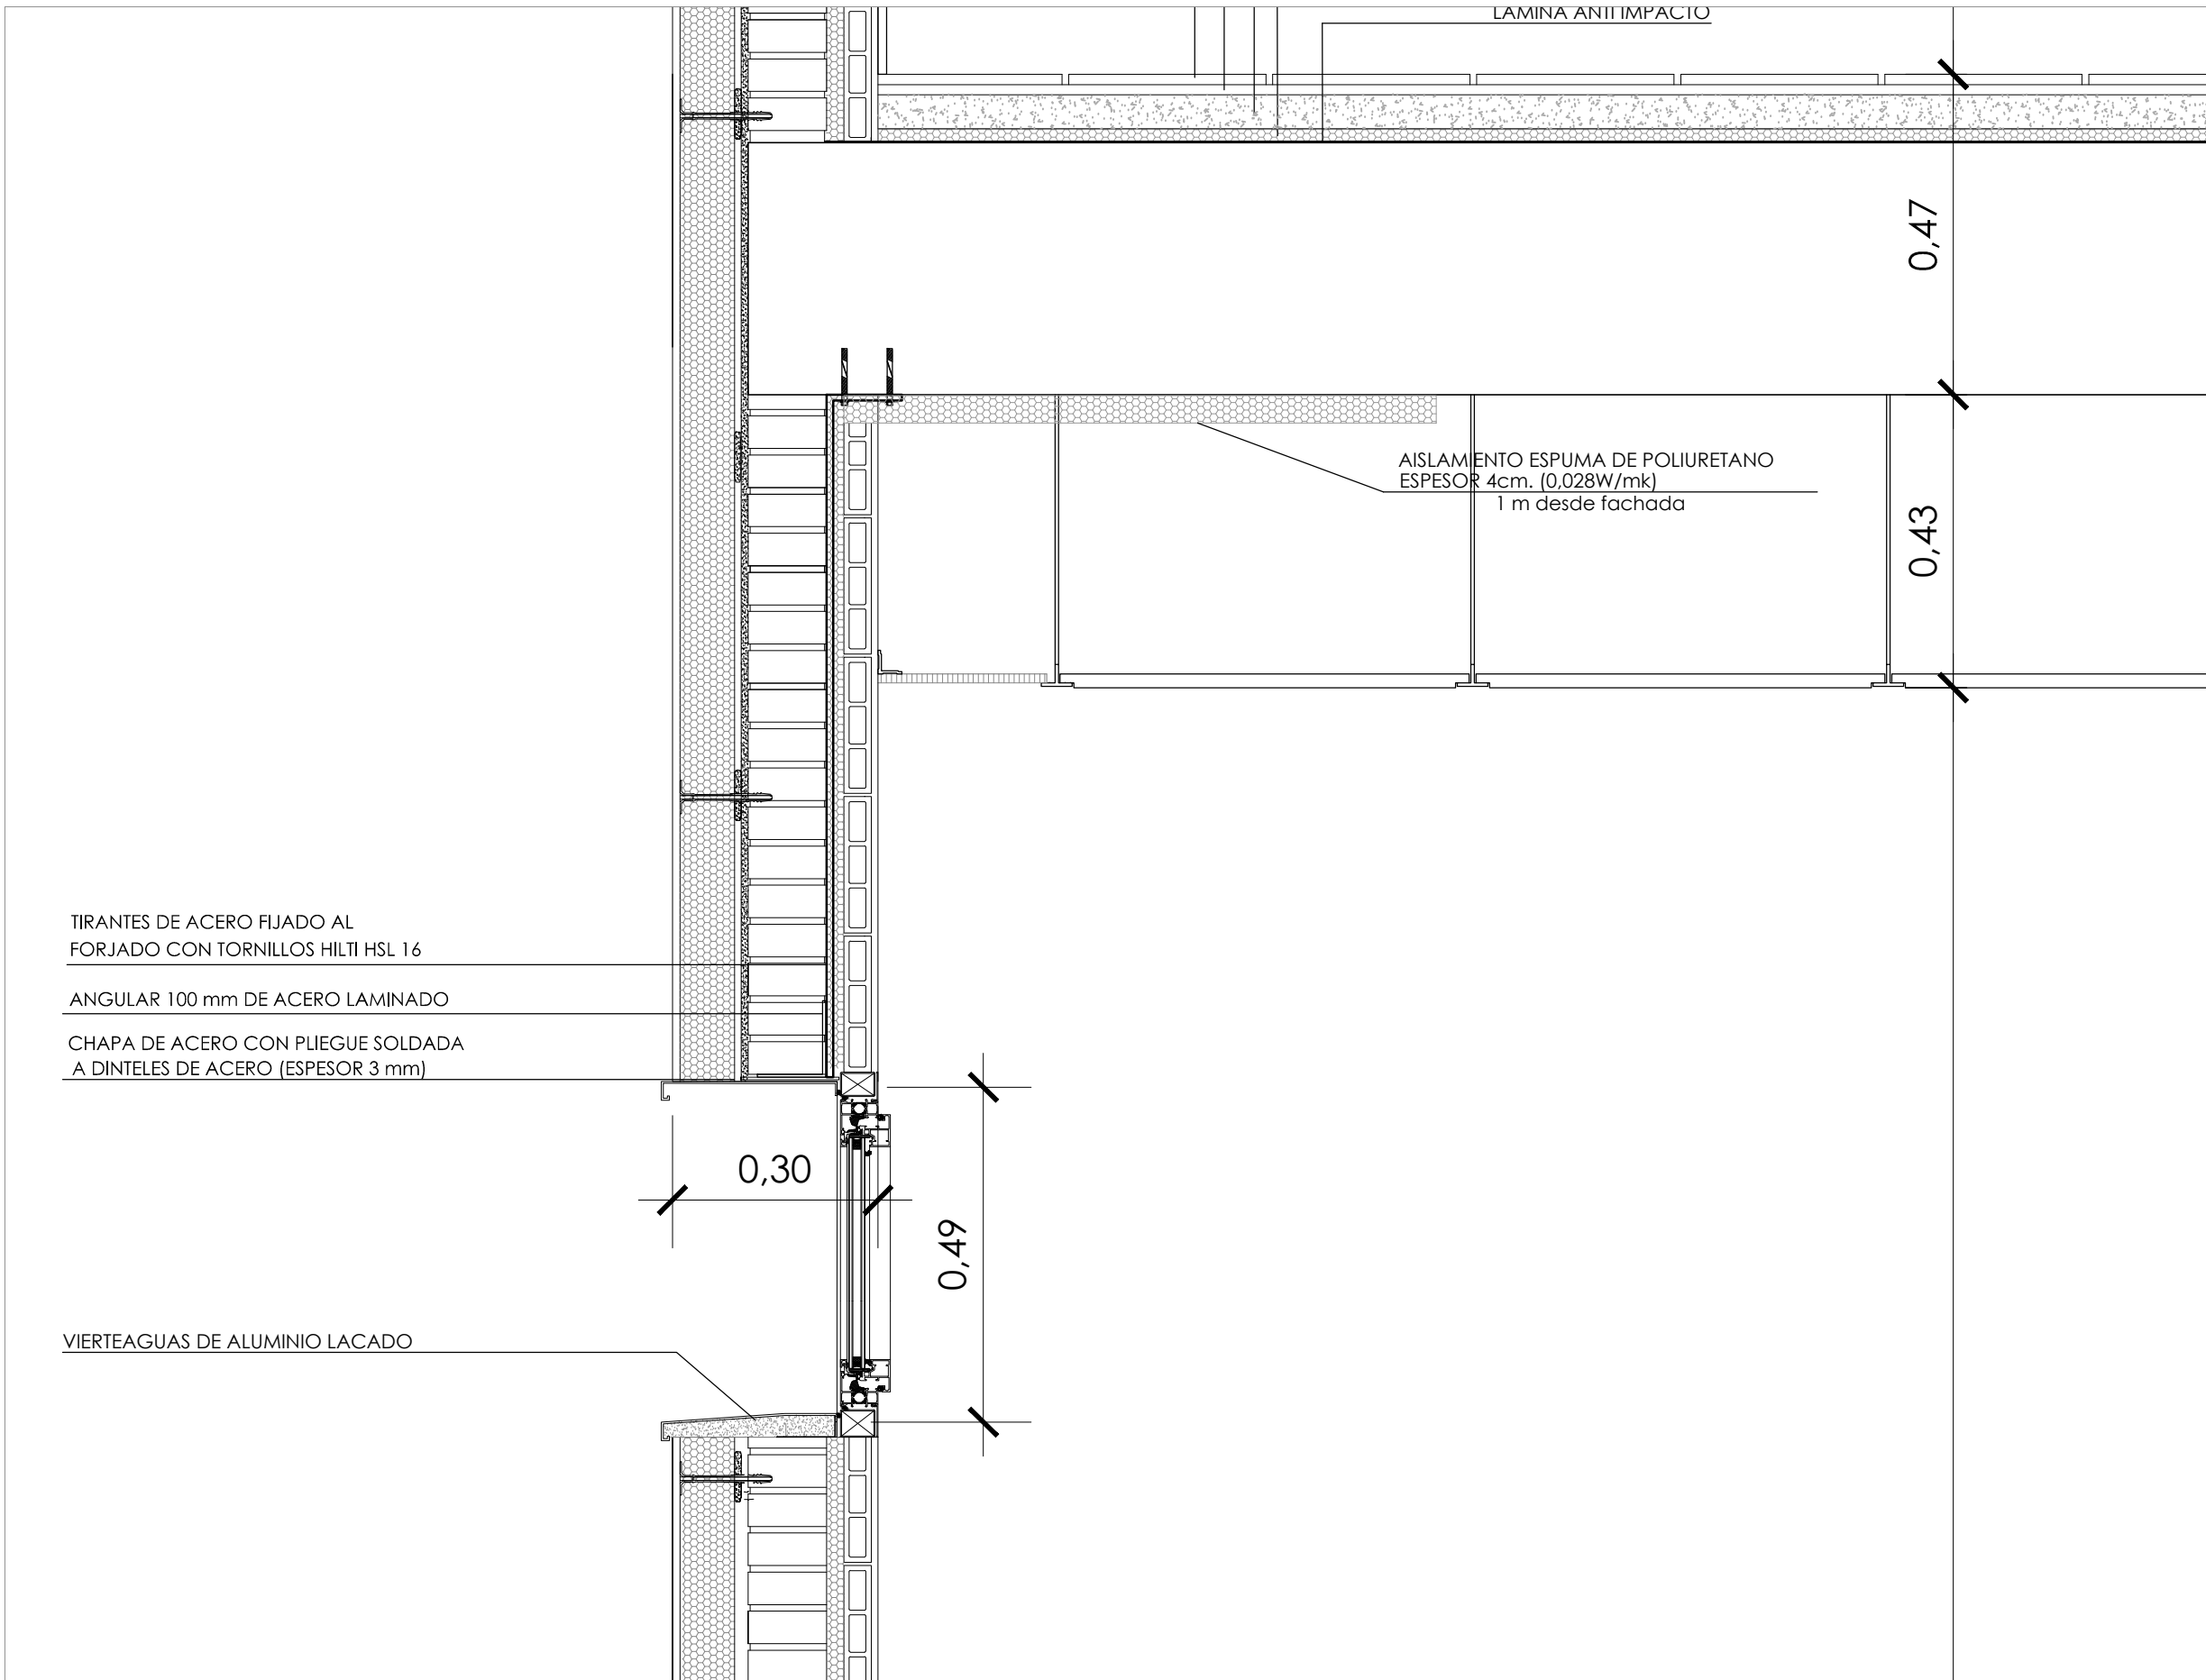 LAMINA ANTI IMPACTO
0,47
AISLAMIENTO ESPUMA DE POLIURETANO
ESPESOR 4cm. (0,028W/mk)
1 m desde fachada
0,43
TIRANTES DE ACERO FIJADO AL
FORJADO CON TORNILLOS HILTI HSL 16
ANGULAR 100 mm DE ACERO LAMINADO
CHAPA DE ACERO CON PLIEGUE SOLDADA
A DINTELES DE ACERO (ESPESOR 3 mm)
0,30
0,49
VIERTEAGUAS DE ALUMINIO LACADO